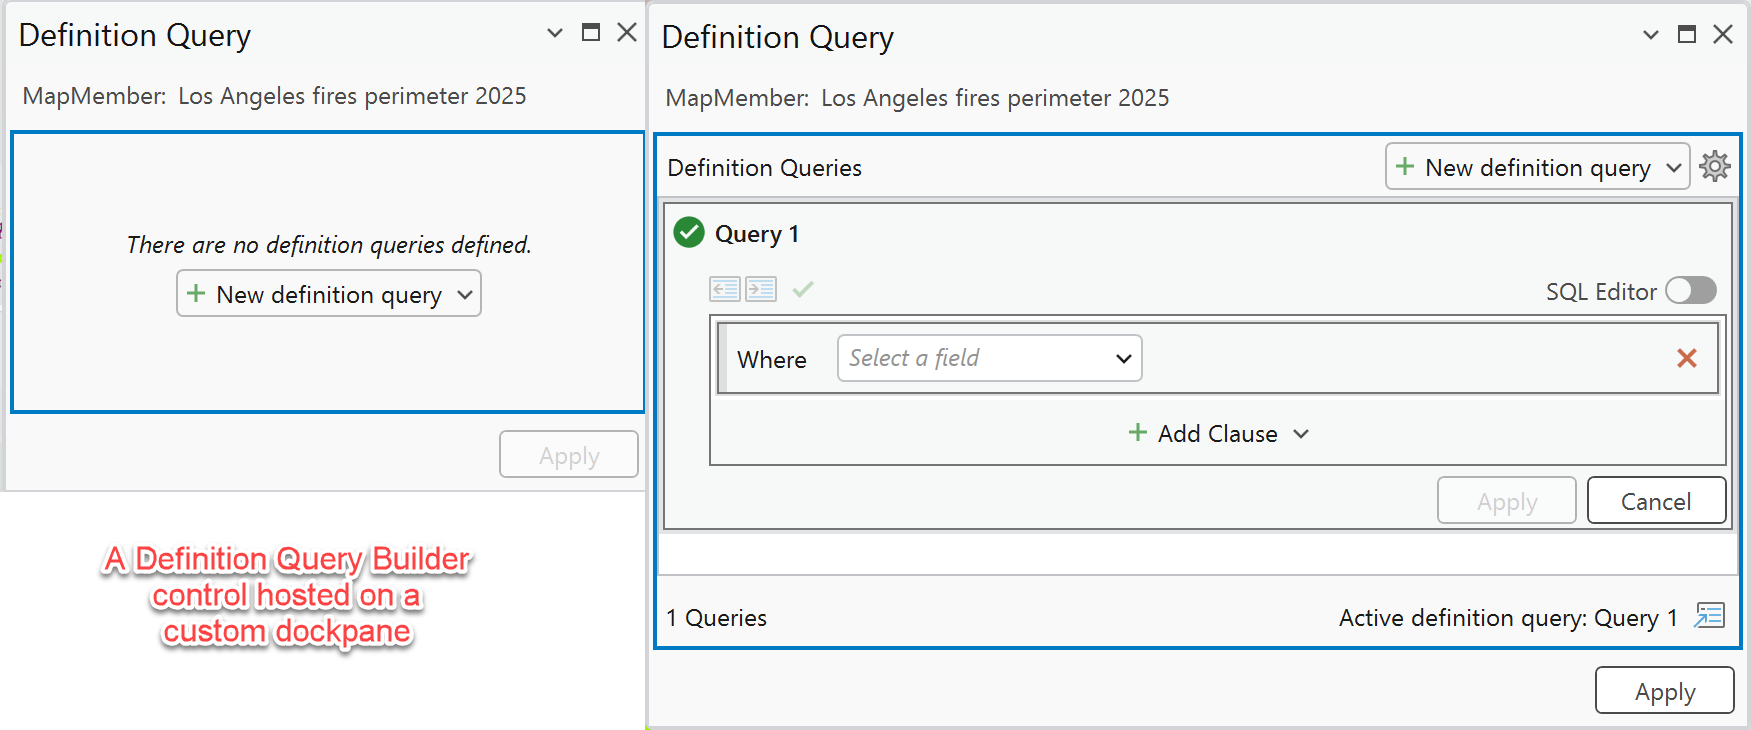 Definition Query
MapMember: Los Angeles fires perimeter 2025
There are no definition queries defined.
New definition query
Apply
A Definition Query Builder
control hosted on a
custom dockpane
Definition Query
MapMember: Los Angeles fires perimeter 2025
Definition Queries
New definition query
Query 1
SQL Editor
Where
Select a field
Add Clause
Apply
Cancel
1 Queries
Active definition query: Query 1
Apply